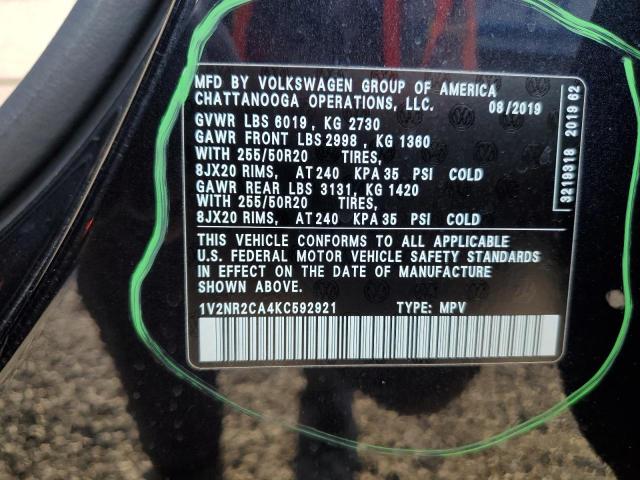 MFD BY VOLKSWAGEN GROUP OF AMERICA
CHATTANOOGA OPERATIONS, LLC. 08/2019
GVWR LBS 6019, KG 2730
GAWR FRONT LBS 2998, KG 1360
WITH 255/50R20 TIRES,
8JX20 RIMS, AT 240 KPA 35 PSI COLD
GAWR REAR LBS 3131, KG 1420
WITH 255/50R20 TIRES,
8JX20 RIMS, AT 240 KPA 35 PSI COLD
THIS VEHICLE CONFORMS TO ALL APPLICABLE
U.S. FEDERAL MOTOR VEHICLE SAFETY STANDARDS
IN EFFECT ON THE DATE OF MANUFACTURE
SHOWN ABOVE.
1V2NR2CA4KC592921 TYPE: MPV
3219318 2019 62